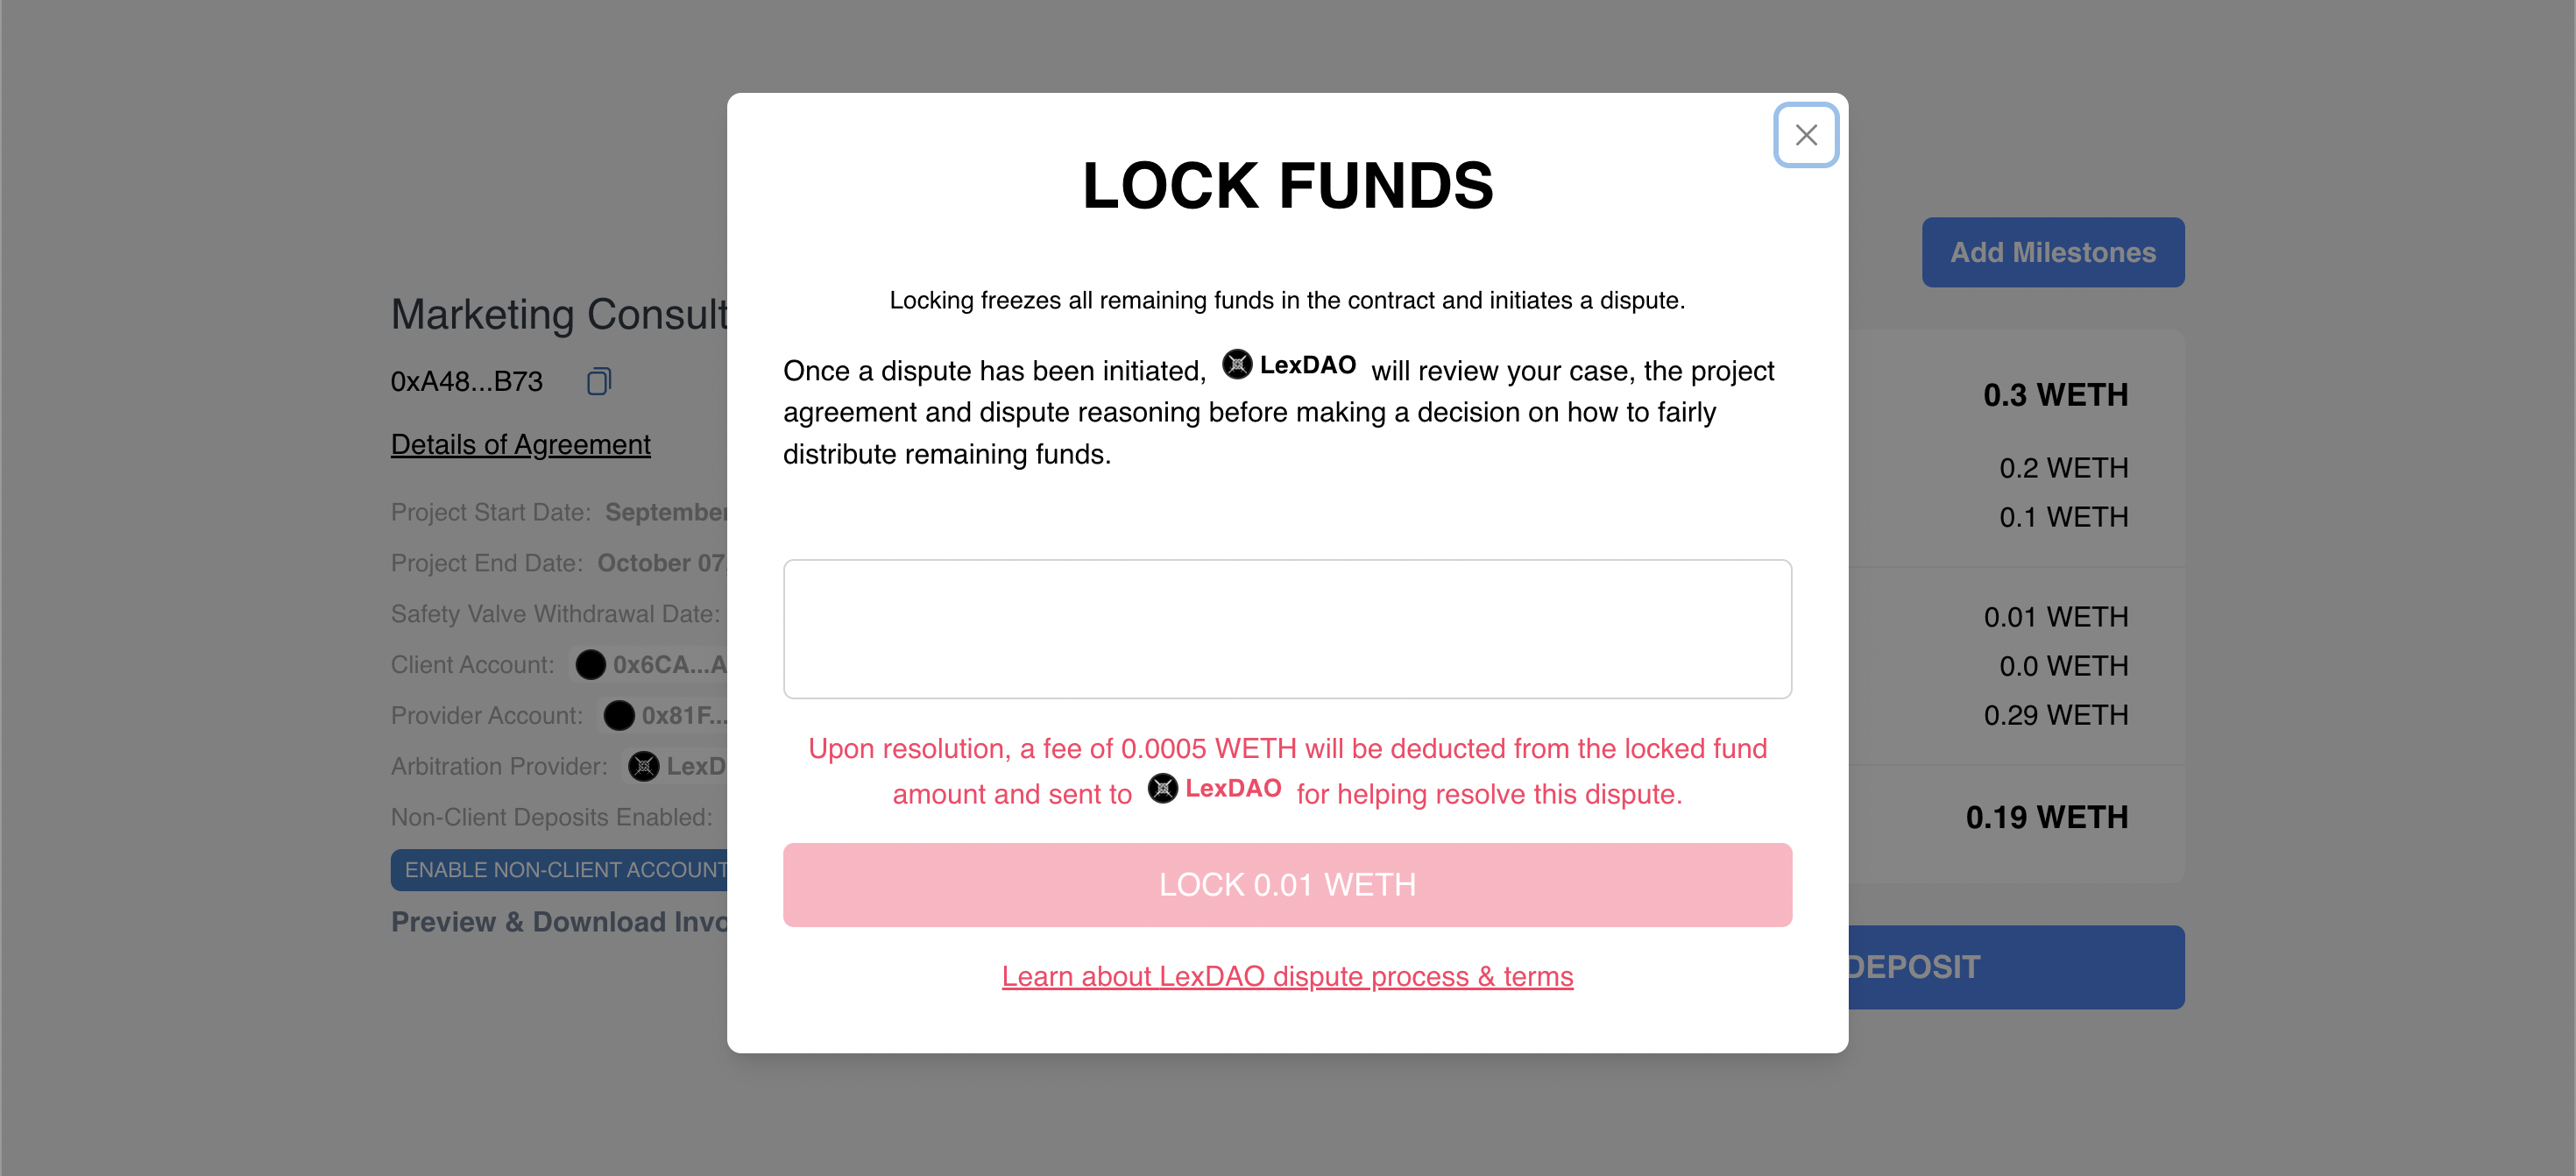 LOCK FUNDS
Locking freezes all remaining funds in the contract and initiates a dispute.
Once a dispute has been initiated, LexDAO will review your case, the project
agreement and dispute reasoning before making a decision on how to fairly
distribute remaining funds.
Upon resolution, a fee of 0.0005 WETH will be deducted from the locked fund
amount and sent to LexDAO for helping resolve this dispute.
LOCK 0.01 WETH
Learn about LexDAO dispute process & terms
Marketing Consult
0xA48...B73
Details of Agreement
Project Start Date: September
Project End Date: October 07
Safety Valve Withdrawal Date:
Client Account: 0x6CA...A
Provider Account: 0x81F...
Arbitration Provider: LexD
Non-Client Deposits Enabled:
ENABLE NON-CLIENT ACCOUNT
Preview & Download Invo
Add Milestones
0.3 WETH
0.2 WETH
0.1 WETH
0.01 WETH
0.0 WETH
0.29 WETH
0.19 WETH
DEPOSIT